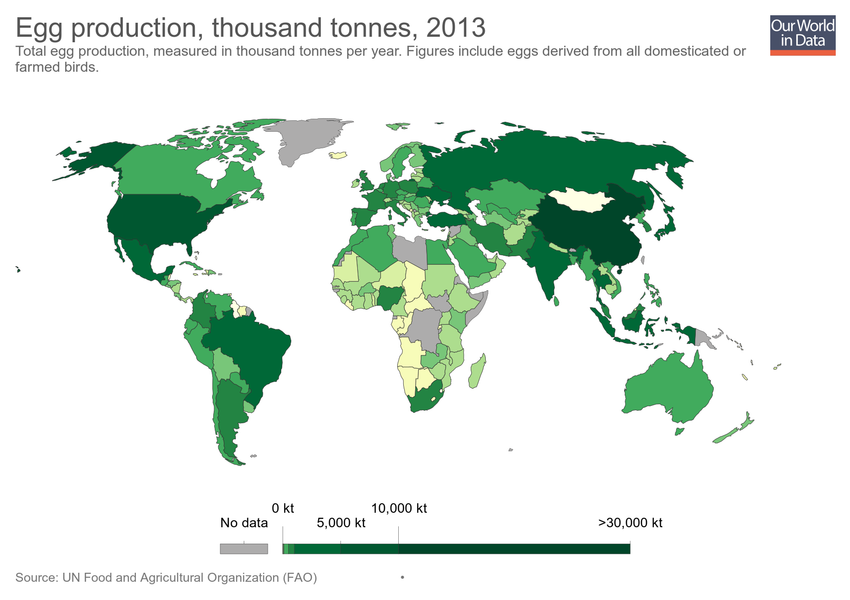 Egg production, thousand tonnes, 2013
Our World
in Data
Total egg production, measured in thousand tonnes per year. Figures include eggs derived from all domesticated or
farmed birds.
0 kt
10,000 kt
No data
5,000 kt
>30,000 kt
Source: UN Food and Agricultural Organization (FAO)
•